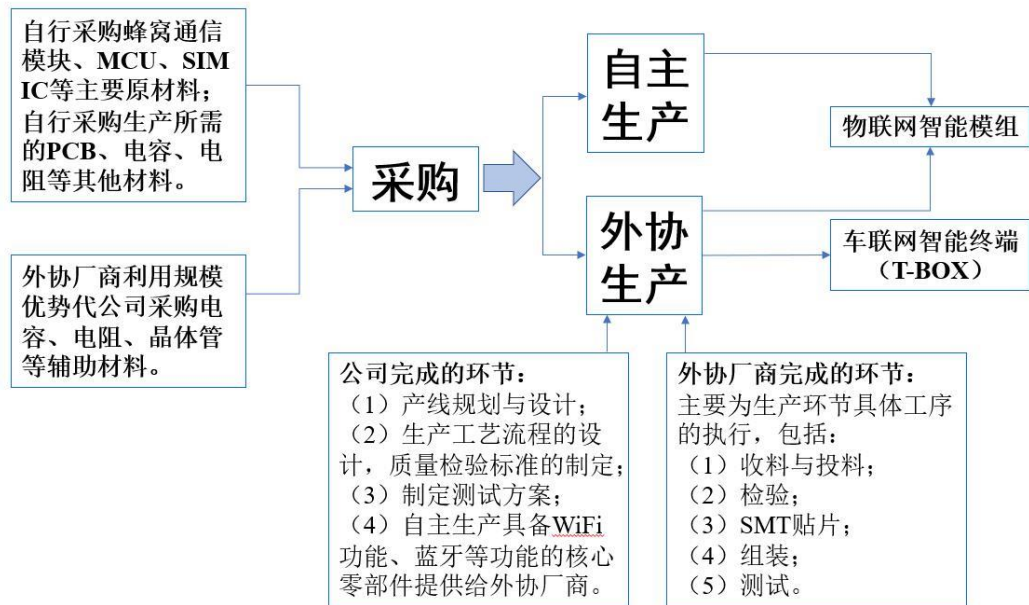 自行采购蜂窝通信
模块、MCU、SIM
IC等主要原材料；
自行采购生产所需
的PCB、电容、电
阻等其他材料。
外协厂商利用规模
优势代公司采购电
容、电阻、晶体管
等辅助材料。
采购
自主
生产
外协
生产
物联网智能模组
车联网智能终端
（T-BOX）
公司完成的环节：
（1）产线规划与设计；
（2）生产工艺流程的设
计，质量检验标准的制定；
（3）制定测试方案；
（4）自主生产具备WiFi
功能、蓝牙等功能的核心
零部件提供给外协厂商。
外协厂商完成的环节：
主要为生产环节具体工序
的执行，包括：
（1）收料与投料；
（2）检验；
（3）SMT贴片；
（4）组装；
（5）测试。